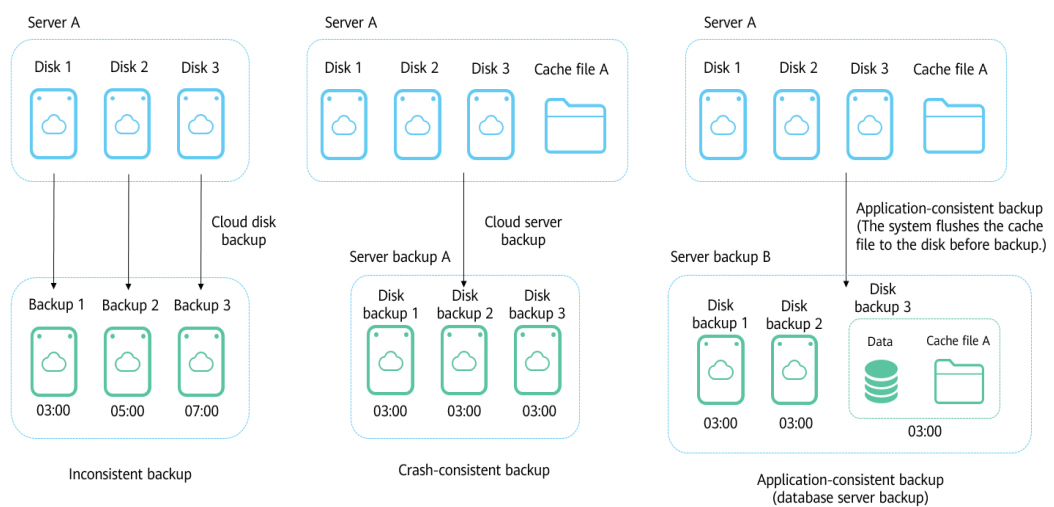 Server A
Disk 1
Disk 2
Disk 3
Cloud disk
backup
Backup 1
Backup 2
Backup 3
03:00
05:00
07:00
Inconsistent backup
Server A
Disk 1
Disk 2
Disk 3
Cache file A
Cloud server
backup
Server backup A
Disk
backup 1
Disk
backup 2
Disk
backup 3
03:00
03:00
03:00
Crash-consistent backup
Server A
Disk 1
Disk 2
Disk 3
Cache file A
Application-consistent backup
(The system flushes the cache
file to the disk before backup.)
Server backup B
Disk
backup 1
Disk
backup 2
Disk
backup 3
Data
Cache file A
03:00
03:00
03:00
Application-consistent backup
(database server backup)